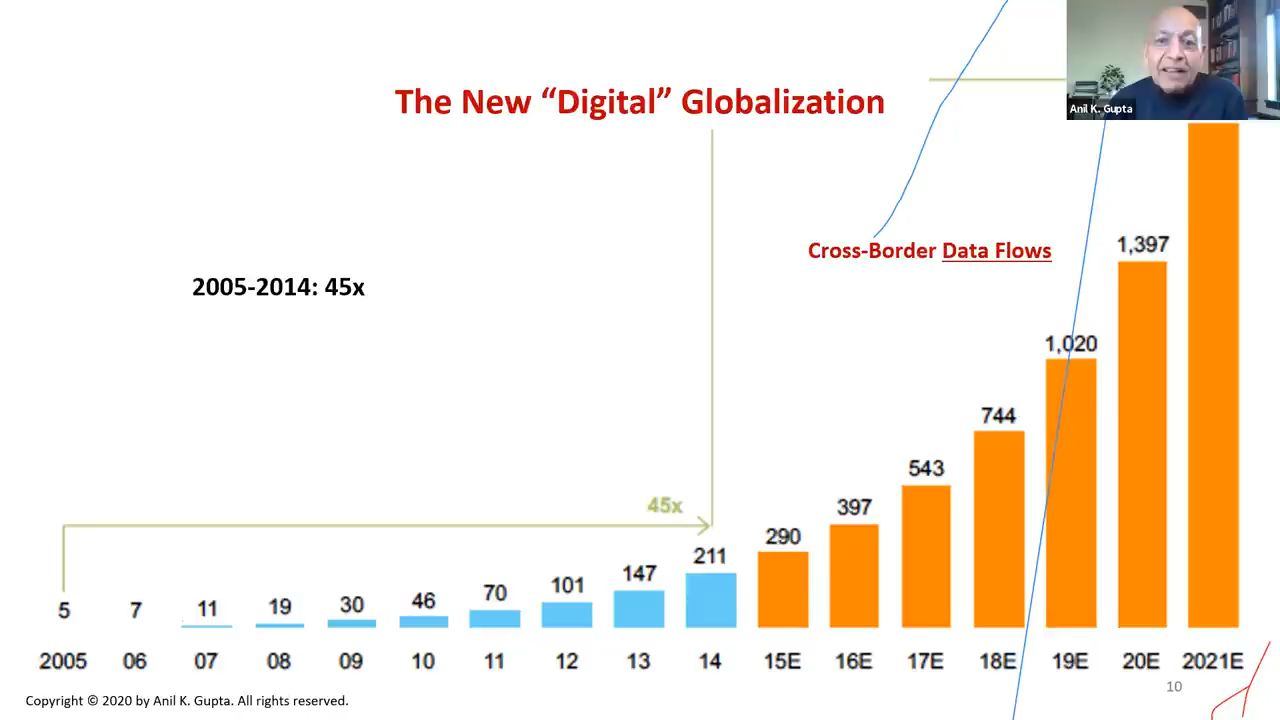 Anil K. Gupta
The New “Digital” Globalization
Cross-Border Data Flows
2005-2014: 45x
45x
5
7
11
19
30
46
70
101
147
211
290
397
543
744
1,020
1,397
2005
06
07
08
09
10
11
12
13
14
15E
16E
17E
18E
19E
20E
2021E
10
Copyright © 2020 by Anil K. Gupta. All rights reserved.